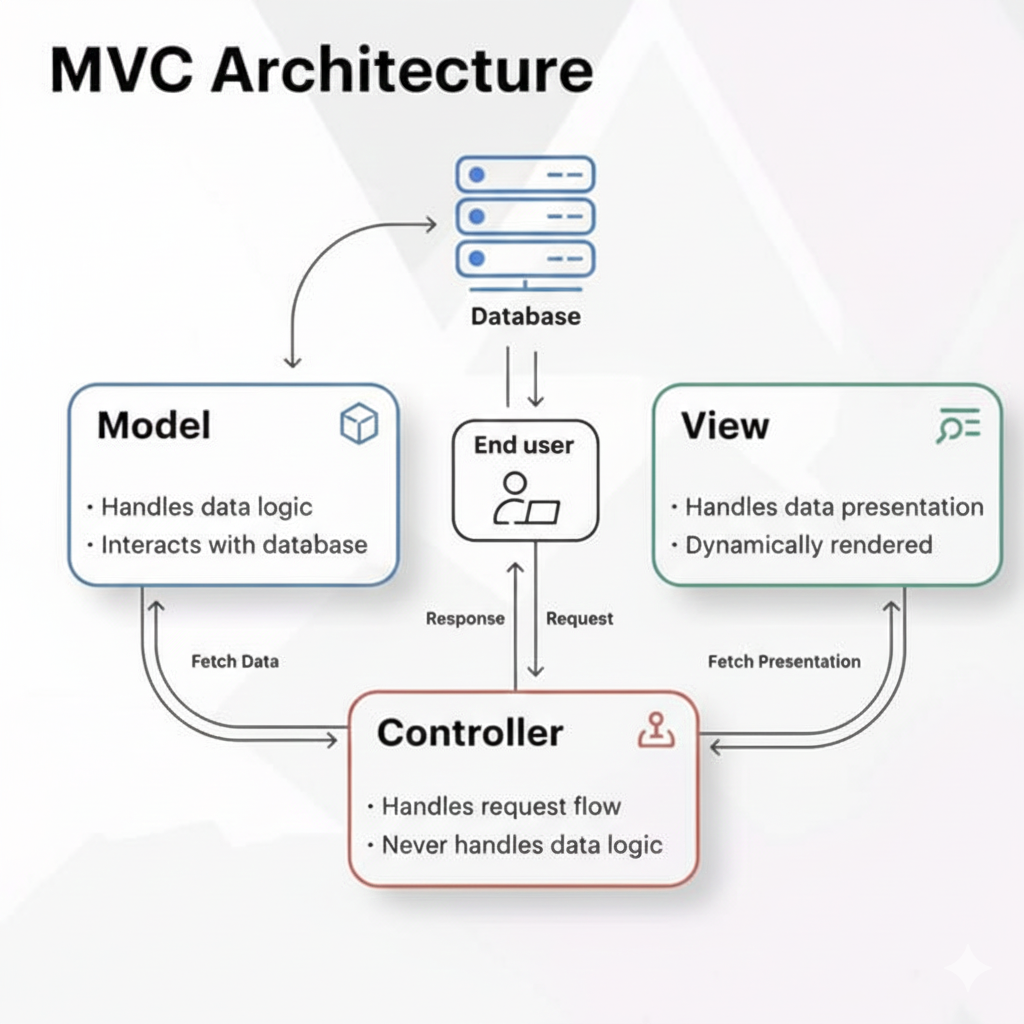 MVC Architecture
Database
Model
· Handles data logic
· Interacts with database
End user
View
· Handles data presentation
· Dynamically rendered
Response
Request
Fetch Data
Fetch Presentation
Controller
· Handles request flow
· Never handles data logic